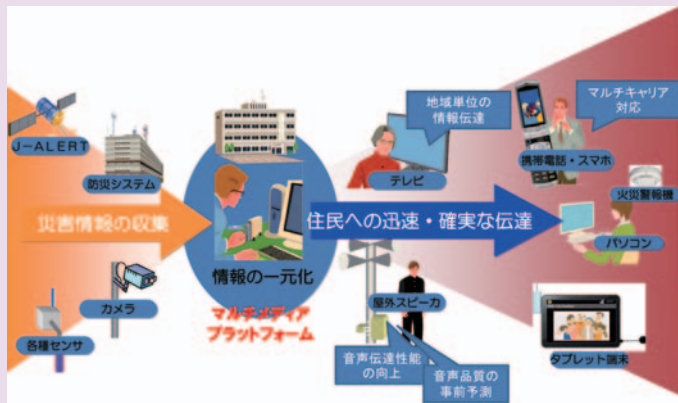 J-ALERT
防災システム
災害情報の収集
カメラ
各種センサ
情報の一元化
マルチメディア
プラットフォーム
地域単位の
情報伝達
テレビ
マルチキャリア
対応
携帯電話・スマホ
火災警報機
住民への迅速・確実な伝達
パソコン
屋外スピーカ
タブレット端末
音声伝達性能
の向上
音声品質の
事前予測